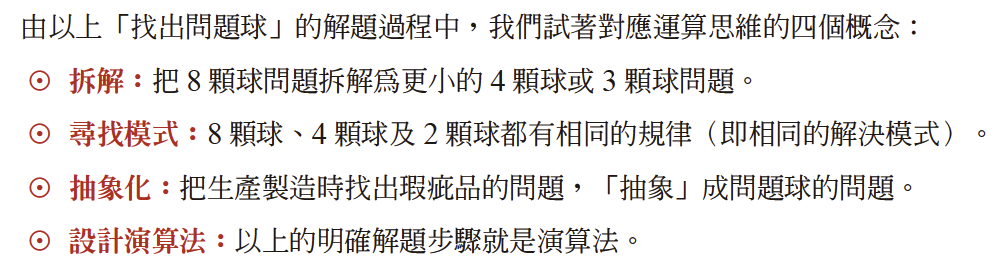 由以上「找出問題球」的解題過程中，我們試著對應運算思維的四個概念：
⊙ 拆解：把 8 顆球問題拆解為更小的 4 顆球或 3 顆球問題。
⊙ 尋找模式：8 顆球、4 顆球及 2 顆球都有相同的規律（即相同的解決模式）。
⊙ 抽象化：把生產製造時找出瑕疵品的問題，「抽象」成問題球的問題。
⊙ 設計演算法：以上的明確解題步驟就是演算法。